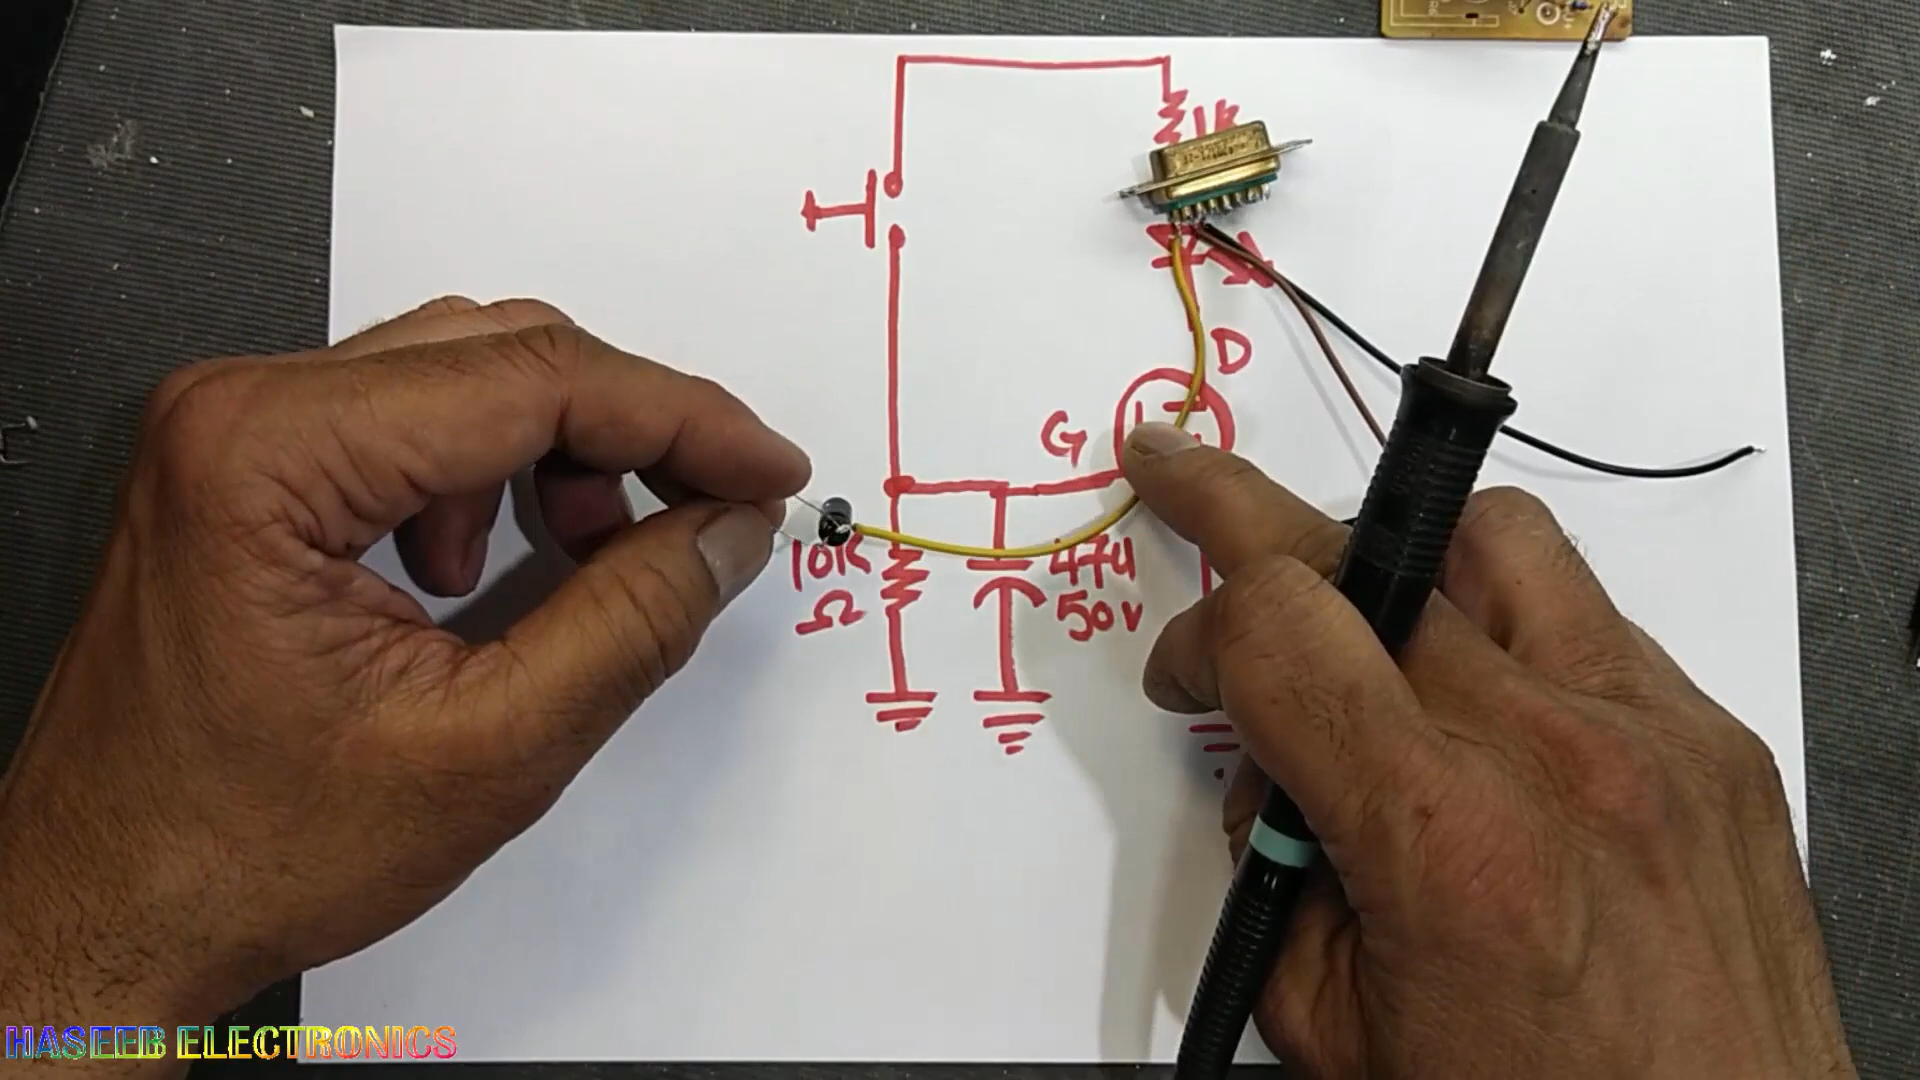 1K
D
G
10K
Ω
47u
50v
HASEEB ELECTRONICS